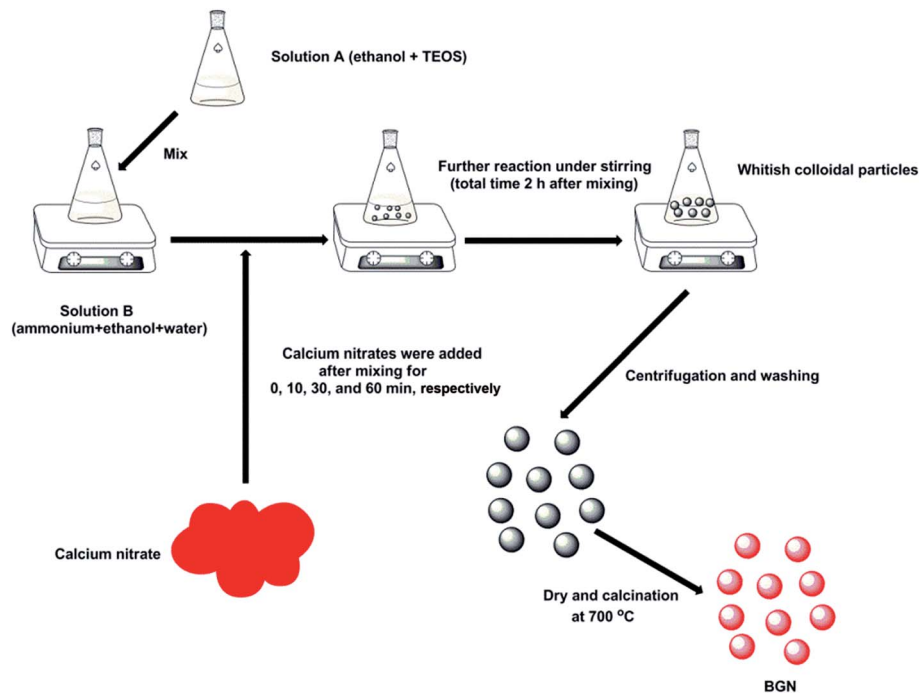 Solution A (ethanol + TEOS)
Mix
Further reaction under stirring
(total time 2 h after mixing)
Whitish colloidal particles
Solution B
(ammonium+ethanol+water)
Calcium nitrates were added
after mixing for
0, 10, 30, and 60 min, respectively
Centrifugation and washing
Calcium nitrate
Dry and calcination
at 700 °C
BGN